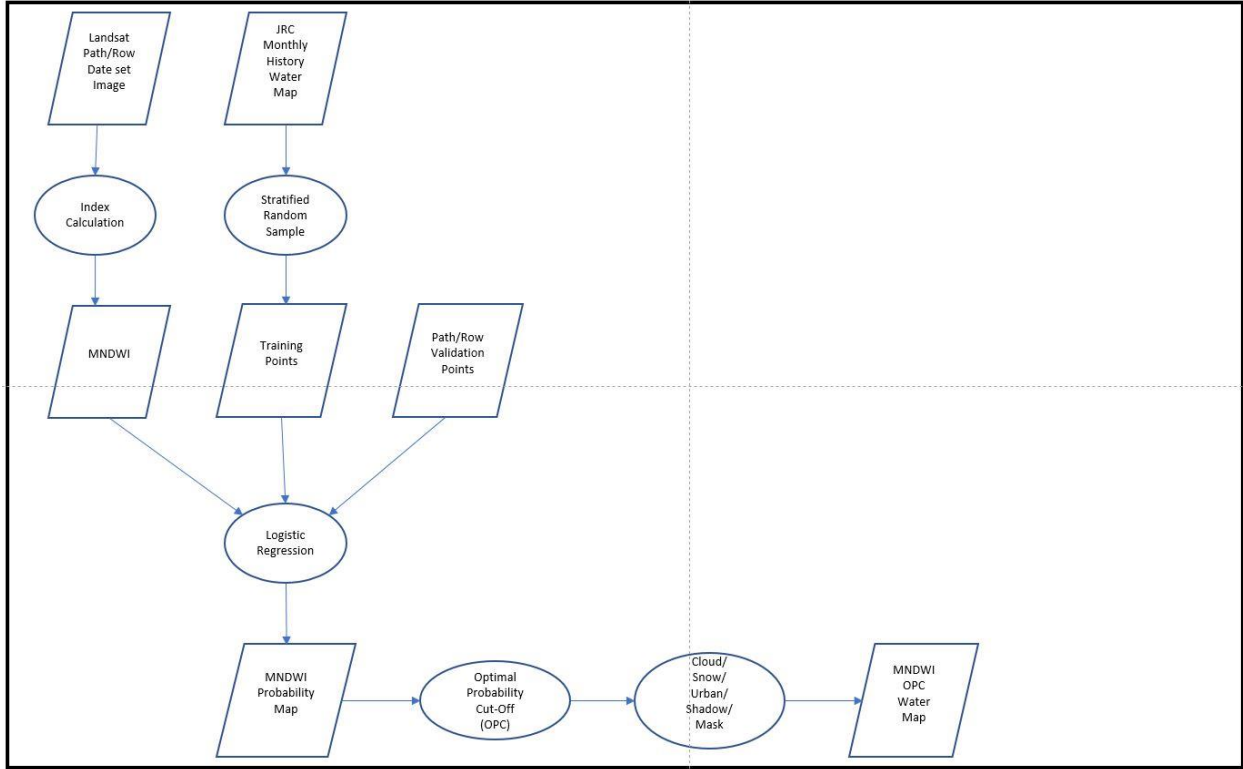 Landsat
Path/Row
Date set
Image
JRC
Monthly
History
Water
Map
Index
Calculation
Stratified
Random
Sample
MNDWI
Training
Points
Path/Row
Validation
Points
Logistic
Regression
MNDWI
Probability
Map
Optimal
Probability
Cut-Off
(OPC)
Cloud/
Snow/
Urban/
Shadow/
Mask
MNDWI
OPC
Water
Map